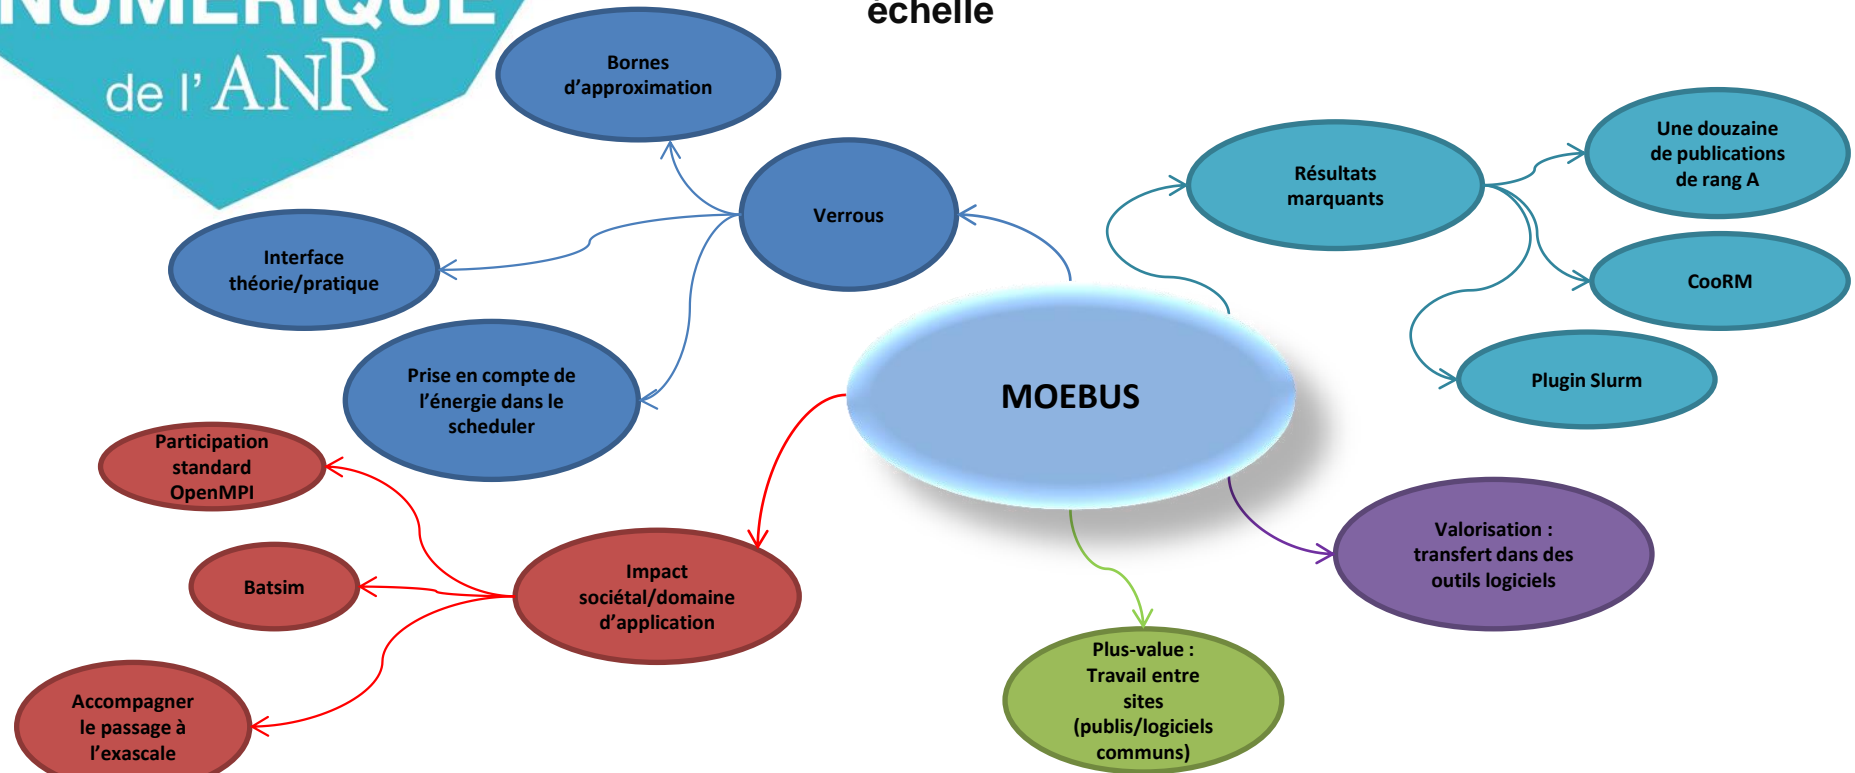 NUMERIQUE
de l'ANR
échelle
Bornes
d'approximation
Verrous
Interface
théorie/pratique
Prise en compte de
l'énergie dans le
scheduler
Résultats
marquants
Une douzaine
de publications
de rang A
CooRM
Plugin Slurm
MOEBUS
Participation
standard
OpenMPI
Batsim
Accompagner
le passage à
l'exascale
Impact
sociétal/domaine
d'application
Plus-value :
Travail entre
sites
(publis/logiciels
communs)
Valorisation :
transfert dans des
outils logiciels